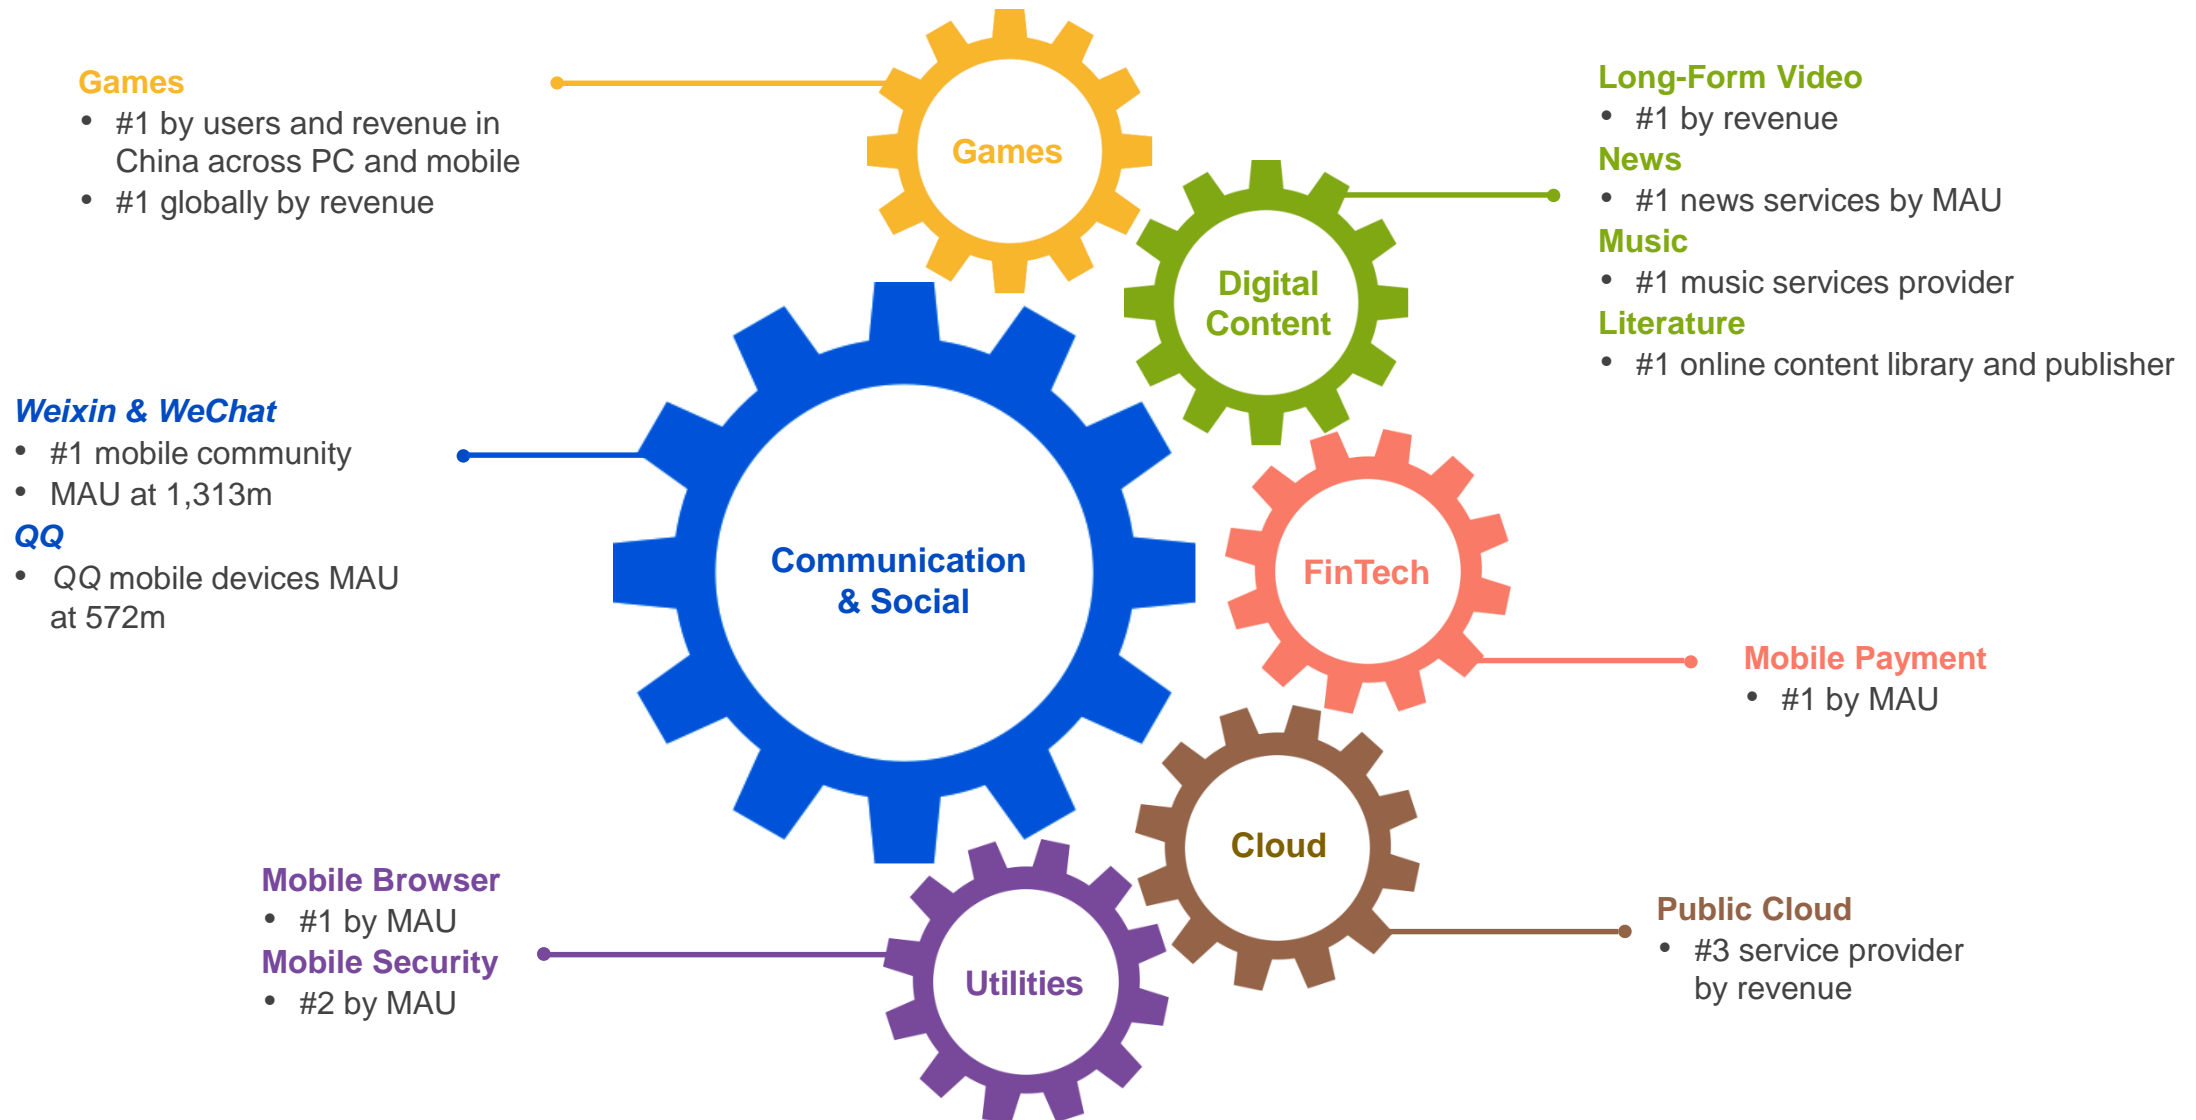 Games
• #1 by users and revenue in
China across PC and mobile
• #1 globally by revenue
Weixin & WeChat
• #1 mobile community
• MAU at 1,313m
QQ
• QQ mobile devices MAU
at 572m
Mobile Browser
• #1 by MAU
Mobile Security
• #2 by MAU
Games
Digital
Content
Communication
& Social
FinTech
Cloud
Utilities
Long-Form Video
• #1 by revenue
News
• #1 news services by MAU
Music
• #1 music services provider
Literature
• #1 online content library and publisher
Mobile Payment
• #1 by MAU
Public Cloud
• #3 service provider
by revenue